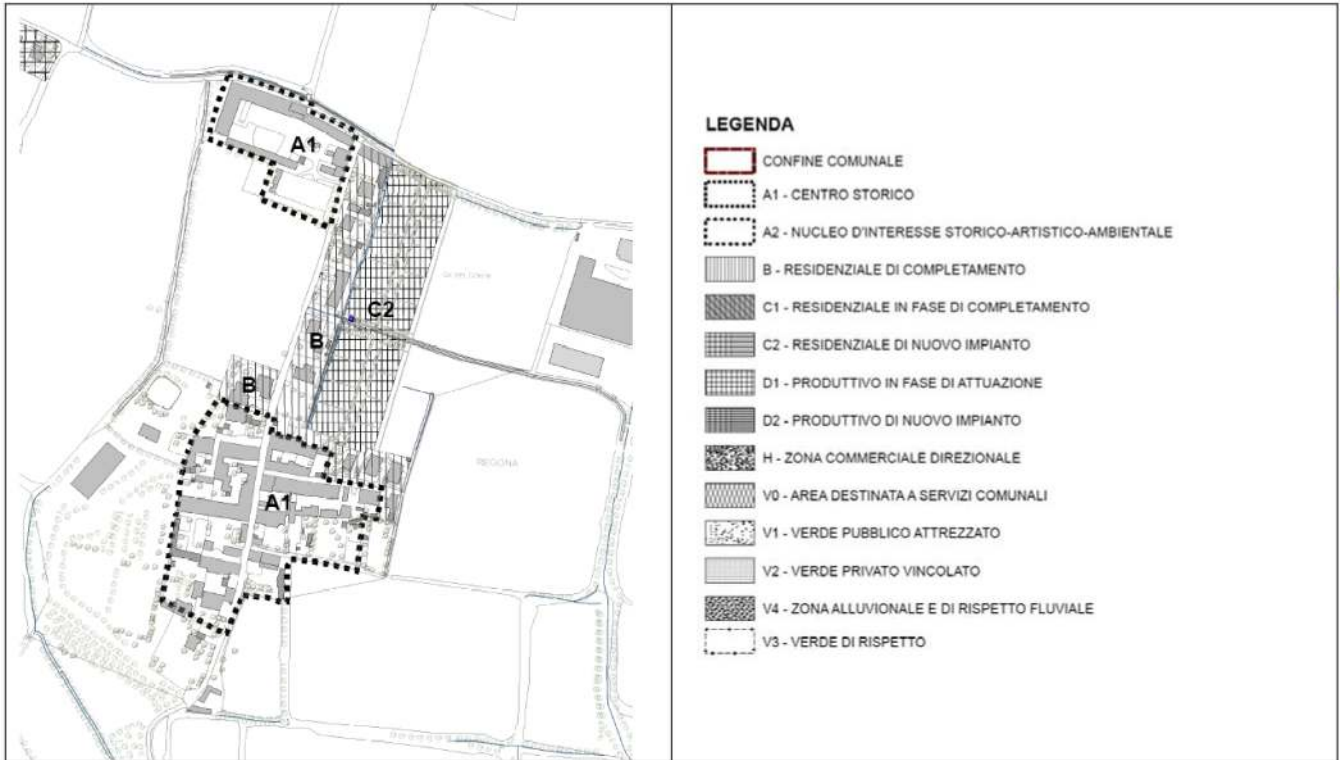 A1
C2
B
B
REGONA
A1
LEGENDA
CONFINE COMUNALE
A1 - CENTRO STORICO
A2 - NUCLEO D'INTERESSE STORICO-ARTISTICO-AMBIENTALE
B - RESIDENZIALE DI COMPLETAMENTO
C1 - RESIDENZIALE IN FASE DI COMPLETAMENTO
C2 - RESIDENZIALE DI NUOVO IMPIANTO
D1 - PRODUTTIVO IN FASE DI ATTUAZIONE
D2 - PRODUTTIVO DI NUOVO IMPIANTO
H - ZONA COMMERCIALE DIREZIONALE
V0 - AREA DESTINATA A SERVIZI COMUNALI
V1 - VERDE PUBBLICO ATTREZZATO
V2 - VERDE PRIVATO VINCOLATO
V4 - ZONA ALLUVIONALE E DI RISPETTO FLUVIALE
V3 - VERDE DI RISPETTO